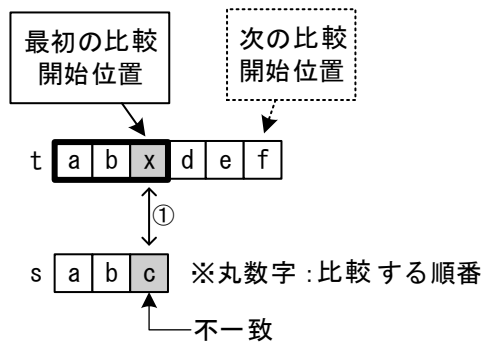 最初の比較
開始位置
次の比較
開始位置
t a b x d e f
①
s a b c ※丸数字：比較する順番
不一致